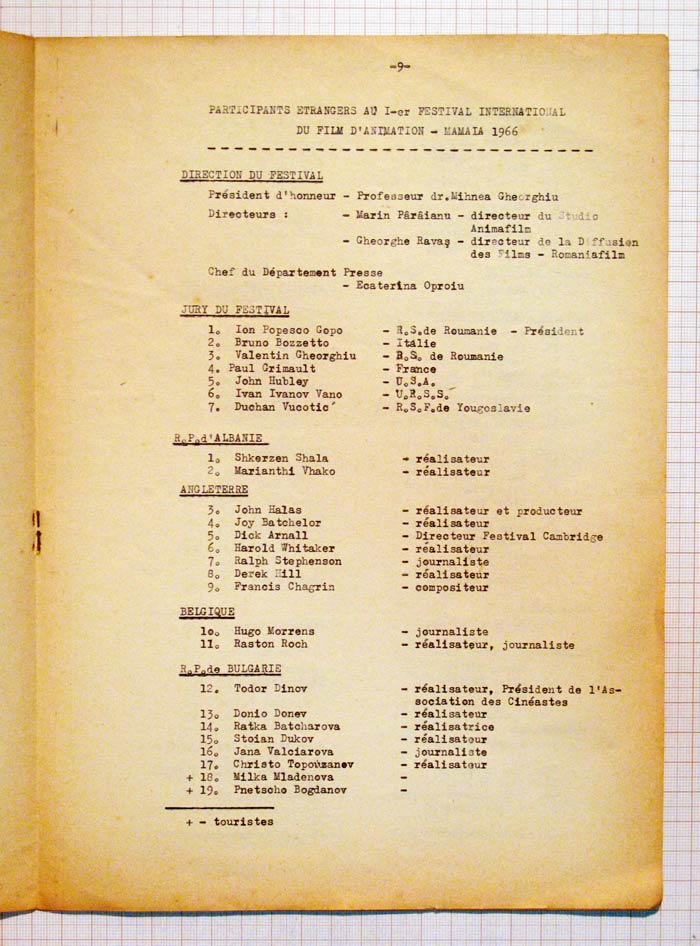 -9-
PARTICIPANTS ETRANGERS AU I-er FESTIVAL INTERNATIONAL
DU FILM D'ANIMATION - MAMAIA 1966
DIRECTION DU FESTIVAL
Président d'honneur - Professeur dr.Mihnea Gheorghiu
Directeurs : - Marin Părăianu - directeur du Studio
Animafilm
- Gheorghe Ravaş - directeur de la Diffusion
des Films - Romaniafilm
Chef du Département Presse
- Ecaterina Oproiu
JURY DU FESTIVAL
1. Ion Popesco Gopo - R.S.de Roumanie - Président
2. Bruno Bozzetto - Italie
3. Valentin Gheorghiu - R.S. de Roumanie
4. Paul Grimault - France
5. John Hubley - U.S.A.
6. Ivan Ivanov Vano - U.R.S.S.
7. Duchan Vucotic' - R.S.F.de Yougoslavie
R.P.d'ALBANIE
1. Shkerzen Shala - réalisateur
2. Marianthi Vhako - réalisateur
ANGLETERRE
3. John Halas - réalisateur et producteur
4. Joy Batchelor - réalisateur
5. Dick Arnall - Directeur Festival Cambridge
6. Harold Whitaker - réalisateur
7. Ralph Stephenson - journaliste
8. Derek Hill - réalisateur
9. Francis Chagrin - compositeur
BELGIQUE
10. Hugo Morrens - journaliste
11. Raston Roch - réalisateur, journaliste
R.P.de BULGARIE
12. Todor Dinov - réalisateur, Président de l'As-
sociation des Cinéastes
13. Donio Donev - réalisateur
14. Ratka Batcharova - réalisatrice
15. Stoian Dukov - réalisateur
16. Jana Valciarova - journaliste
17. Christo Topouzanov - réalisateur
+ 18. Milka Mladenova -
+ 19. Pnetscho Bogdanov -
+ - touristes